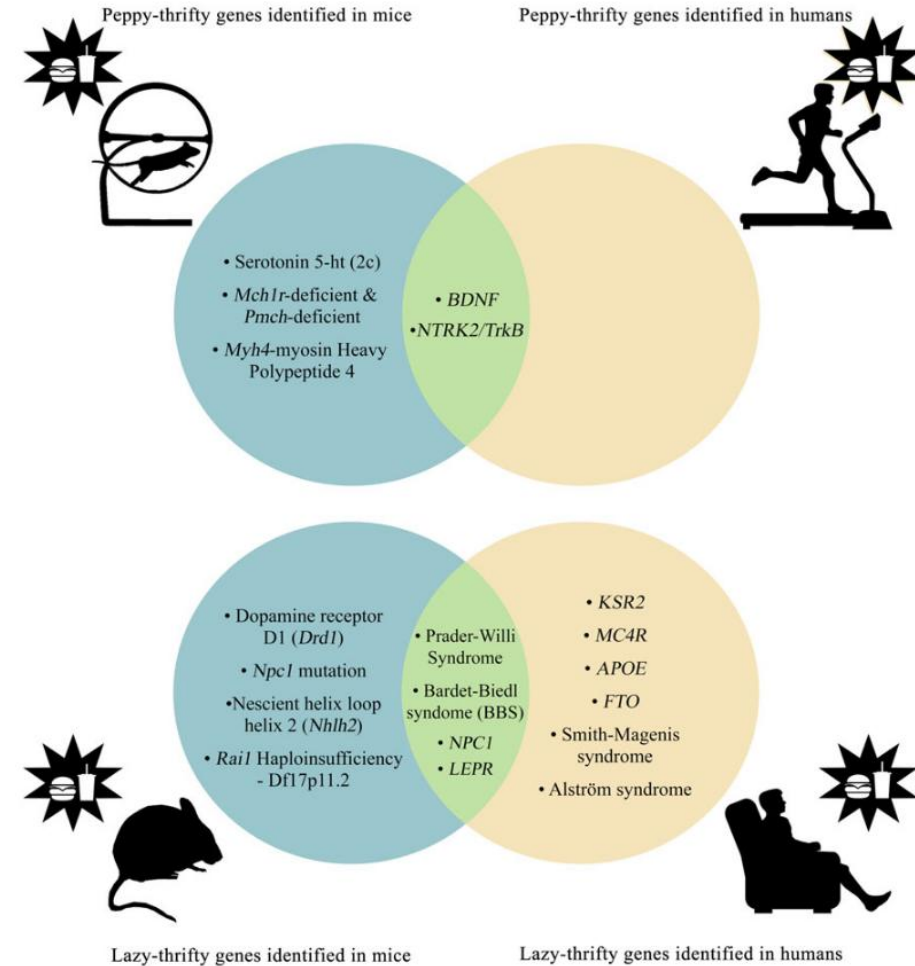 Peppy-thrifty genes identified in mice
Peppy-thrifty genes identified in humans
• Serotonin 5-ht (2c)
• Mch1r-deficient &
Pmch-deficient
• Myh4-myosin Heavy
Polypeptide 4
• BDNF
•NTRK2/TrkB
• Dopamine receptor
D1 (Drd1)
• Npc1 mutation
•Nescient helix loop
helix 2 (Nhlh2)
• Rai1 Haploinsufficiency
- Df17p11.2
• Prader-Willi
Syndrome
• Bardet-Biedl
syndome (BBS)
• NPC1
• LEPR
• KSR2
• MC4R
• APOE
• FTO
• Smith-Magenis
syndrome
• Alström syndrome
Lazy-thrifty genes identified in mice
Lazy-thrifty genes identified in humans